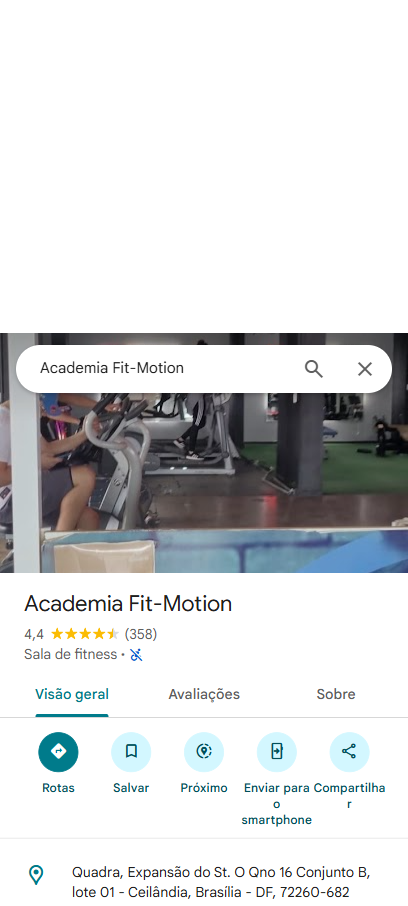 Academia Fit-Motion
Academia Fit-Motion
4,4 (358)
Sala de fitness ·
Visão geral Avaliações Sobre
Rotas Salvar Próximo Enviar para o smartphone Compartilhar
Quadra, Expansão do St. O Qno 16 Conjunto B,
lote 01 - Ceilândia, Brasília - DF, 72260-682